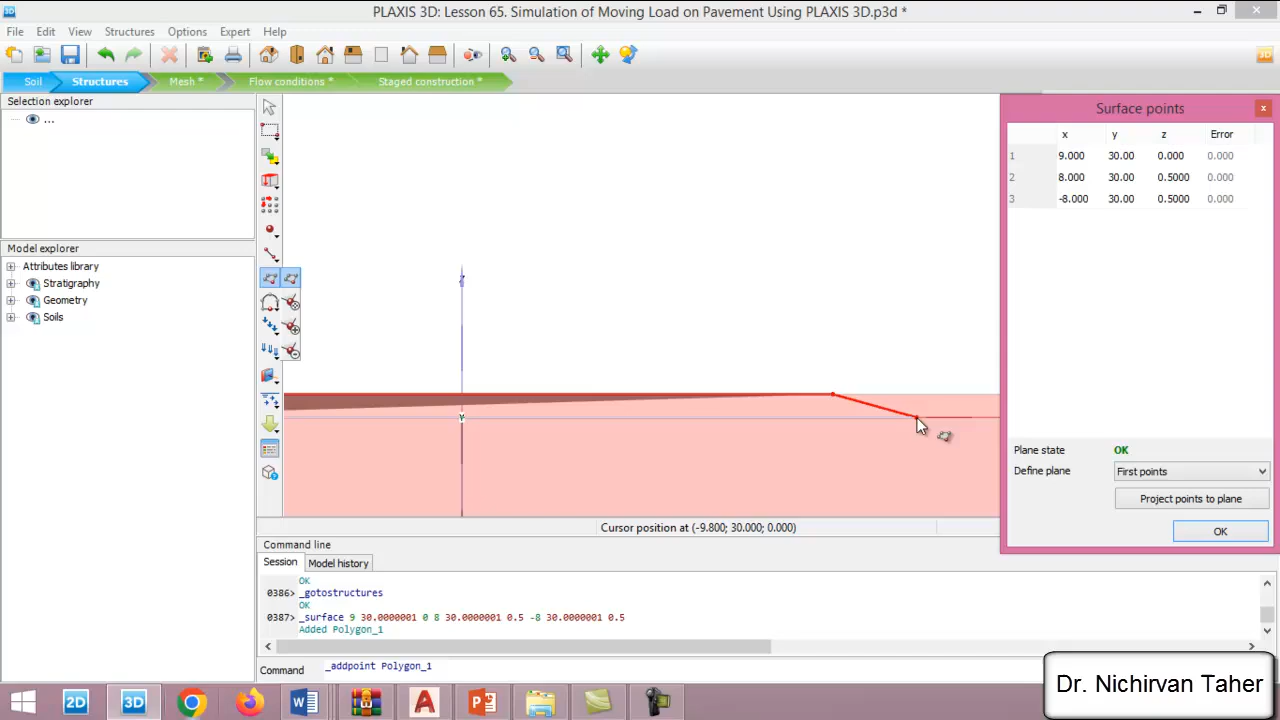 PLAXIS 3D: Lesson 65. Simulation of Moving Load on Pavement Using PLAXIS 3D.p3d *
File Edit View Structures Options Expert Help
Soil Structures Mesh * Flow conditions * Staged construction *
Selection explorer
...
Model explorer
Attributes library
Stratigraphy
Geometry
Soils
Surface points
x y z Error
1 9.000 30.00 0.000 0.000
2 8.000 30.00 0.5000 0.000
3 -8.000 30.00 0.5000 0.000
Plane state OK
Define plane First points
Project points to plane
OK
Cursor position at (-9.800; 30.000; 0.000)
Command line
Session Model history
OK
0386> _gotostructures
OK
0387> _surface 9 30.0000001 0 8 30.0000001 0.5 -8 30.0000001 0.5
Added Polygon_1
Command _addpoint Polygon_1
2D 3D
Dr. Nichirvan Taher